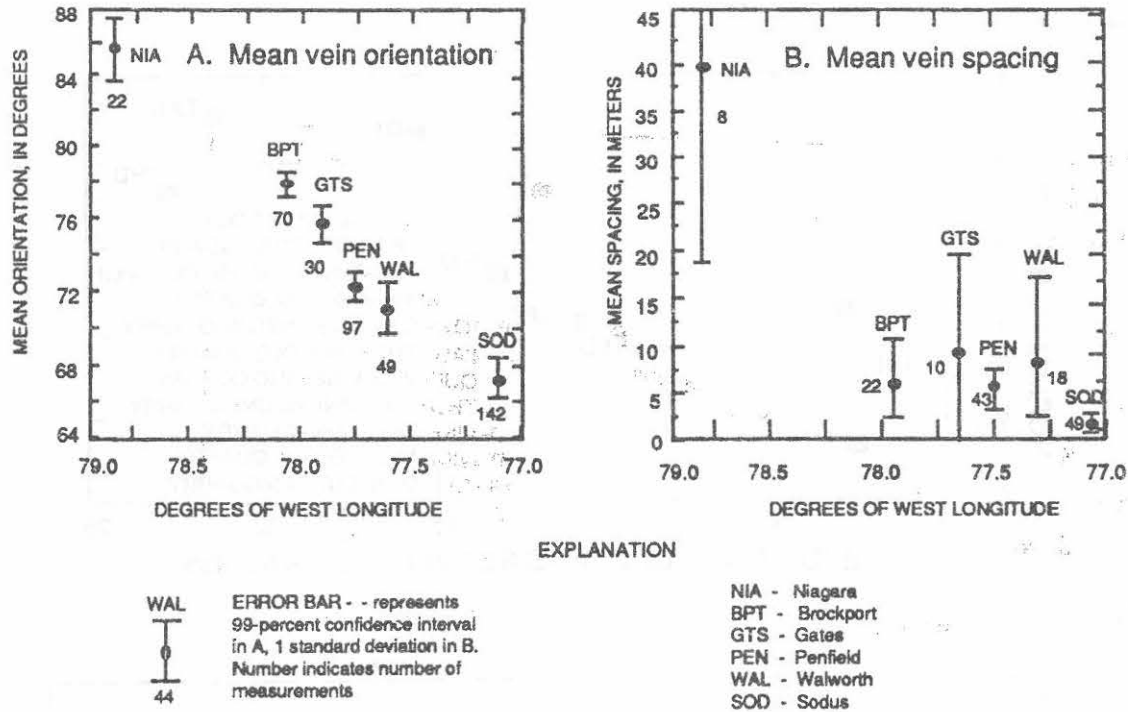 A. Mean vein orientation
MEAN ORIENTATION, IN DEGREES
88
84
80
76
72
68
64
NIA
22
BPT
70
GTS
30
PEN
97
WAL
49
SOD
142
79.0
78.0
77.5
77.0
DEGREES OF WEST LONGITUDE
B. Mean vein spacing
MEAN SPACING, IN METERS
45
40
35
30
25
20
15
10
5
0
NIA
8
BPT
22
GTS
10
PEN
43
WAL
18
SOD
49
79.0
78.0
77.5
77.0
DEGREES OF WEST LONGITUDE
EXPLANATION
WAL
44
ERROR BAR - - represents
99-percent confidence interval
in A, 1 standard deviation in B.
Number indicates number of
measurements
NIA - Niagara
BPT - Brockport
GTS - Gates
PEN - Penfield
WAL - Walworth
SOD - Sodus